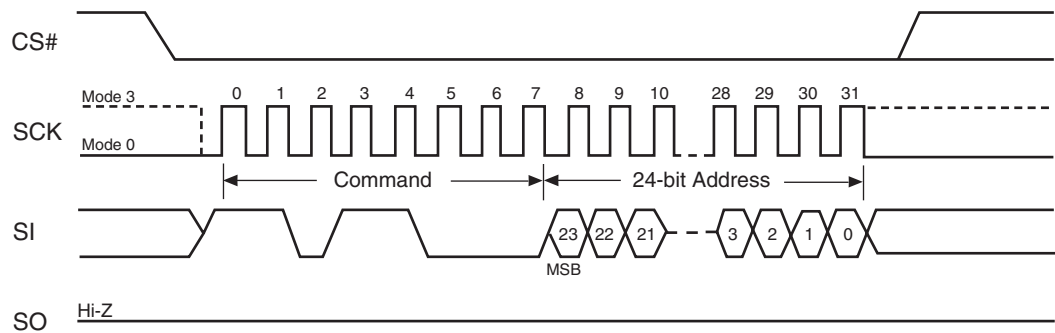 CS#
Mode 3
0 1 2 3 4 5 6 7 8 9 10 28 29 30 31
SCK
Mode 0
Command 24-bit Address
SI
23 22 21 3 2 1 0
MSB
Hi-Z
SO